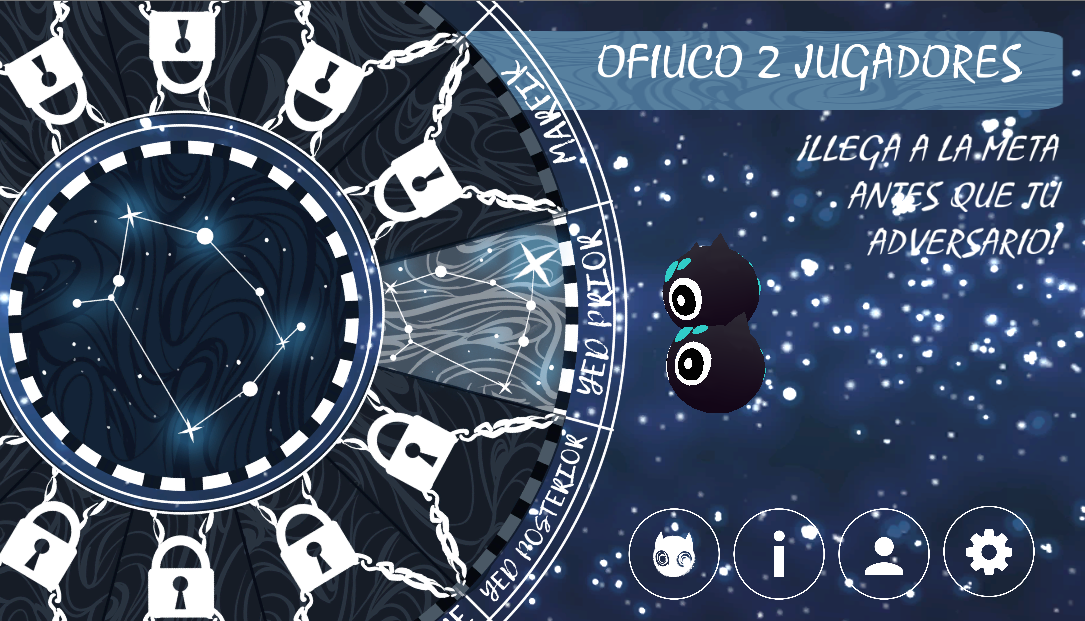 OFIUCO 2 JUGADORES
¡LLEGA A LA META
ANTES QUE TU
ADVERSARIO!
MARFIK
YED PRIOR
YED POSTERIOR